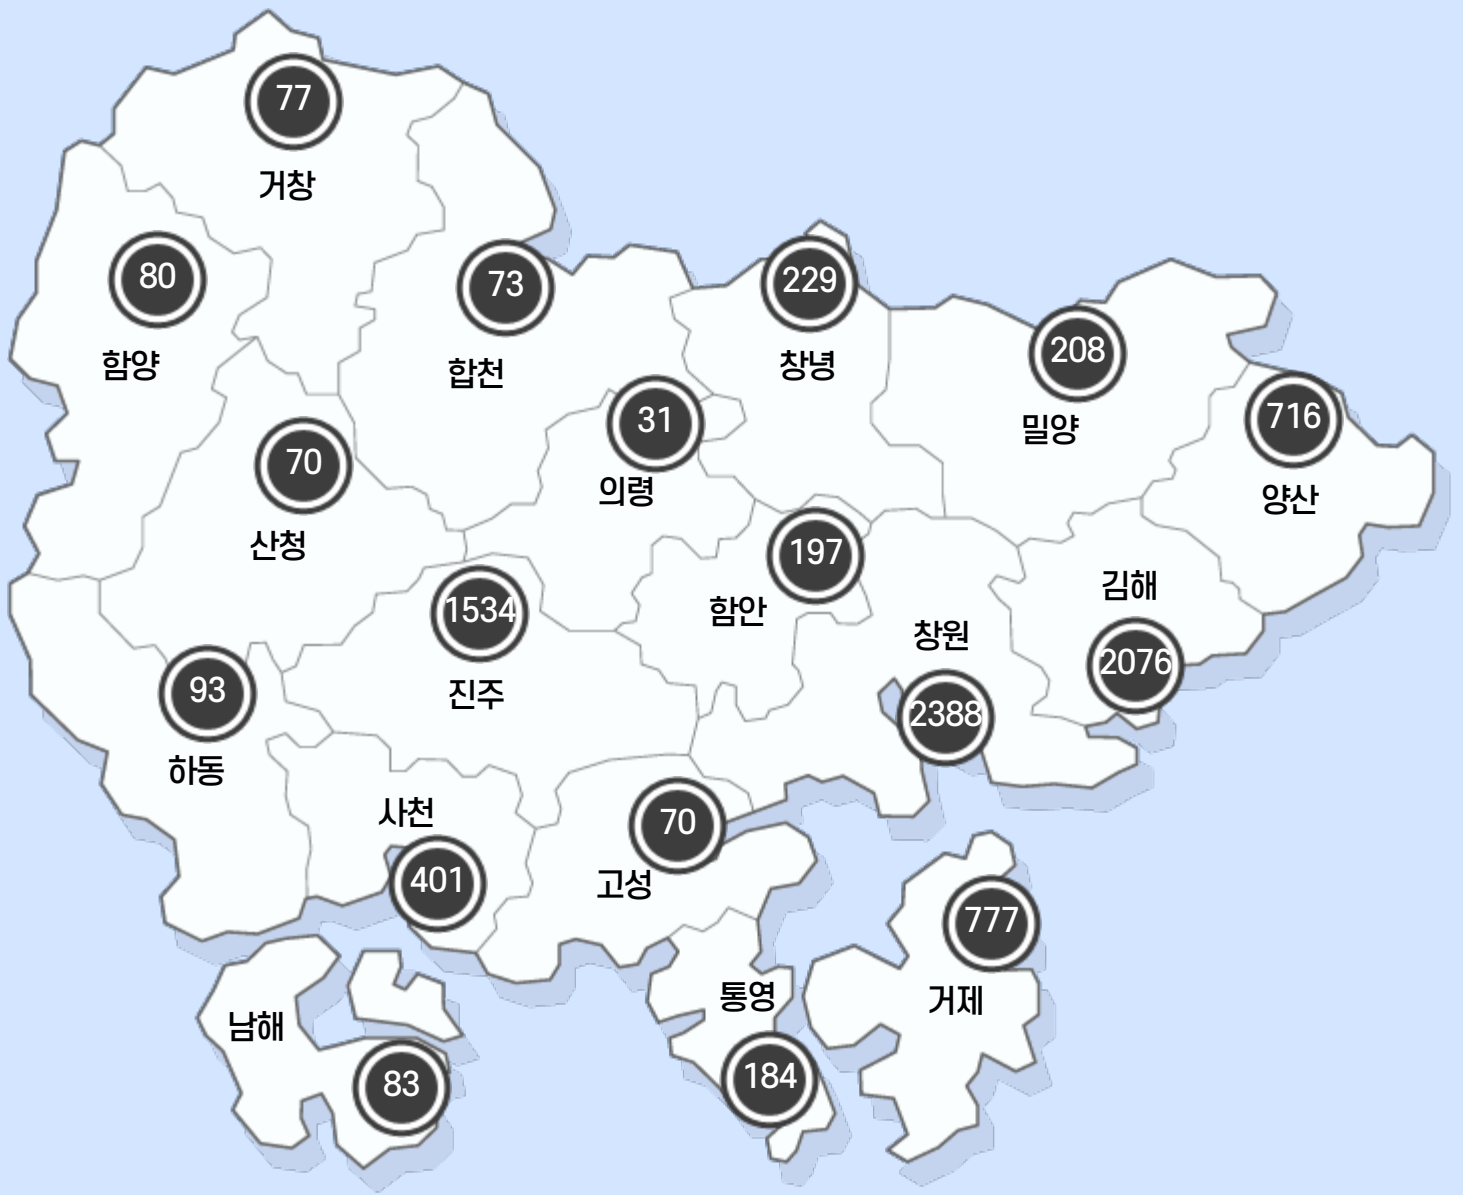 77
거창
80
함양
73
합천
229
창녕
208
밀양
716
양산
31
의령
70
산청
197
함안
김해
2076
1534
진주
창원
2388
93
하동
사천
401
70
고성
777
거제
남해
83
통영
184